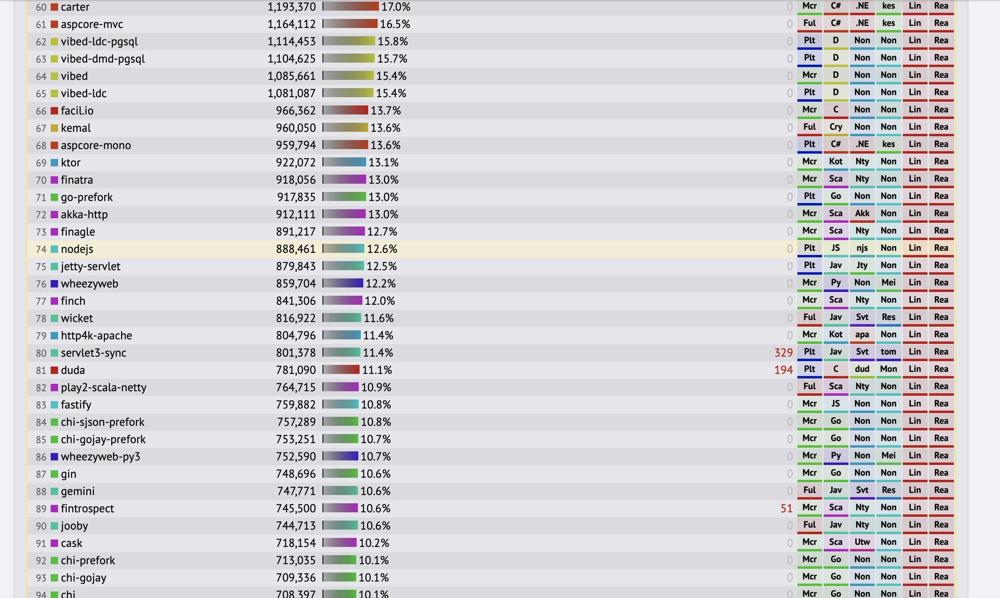 60 carter 1,193,370 17.0% 0 Mcr C# .NE kes Lin Rea
61 aspcore-mvc 1,164,112 16.5% 0 Ful C# .NE kes Lin Rea
62 vibed-ldc-pgsql 1,114,453 15.8% 0 Plt D Non Non Lin Rea
63 vibed-dmd-pgsql 1,104,625 15.7% 0 Plt D Non Non Lin Rea
64 vibed 1,085,661 15.4% 0 Mcr D Non Non Lin Rea
65 vibed-ldc 1,081,087 15.4% 0 Plt D Non Non Lin Rea
66 facil.io 966,362 13.7% 0 Mcr C Non Non Lin Rea
67 kemal 960,050 13.6% 0 Ful Cry Non Non Lin Rea
68 aspcore-mono 959,794 13.6% 0 Plt C# .NE kes Lin Rea
69 ktor 922,072 13.1% 0 Mcr Kot Nty Non Lin Rea
70 finatra 918,056 13.0% 0 Mcr Sca Nty Non Lin Rea
71 go-prefork 917,835 13.0% 0 Plt Go Non Non Lin Rea
72 akka-http 912,111 13.0% 0 Mcr Sca Akk Non Lin Rea
73 finagle 891,217 12.7% 0 Mcr Sca Nty Non Lin Rea
74 nodejs 888,461 12.6% 0 Plt JS njs Non Lin Rea
75 jetty-servlet 879,843 12.5% 0 Plt Jav Jty Non Lin Rea
76 wheezyweb 859,704 12.2% 0 Mcr Py Non Mei Lin Rea
77 finch 841,306 12.0% 0 Mcr Sca Nty Non Lin Rea
78 wicket 816,922 11.6% 0 Ful Jav Svt Res Lin Rea
79 http4k-apache 804,796 11.4% 0 Mcr Kot apa Non Lin Rea
80 servlet3-sync 801,378 11.4% 329 Plt Jav Svt tom Lin Rea
81 duda 781,090 11.1% 194 Plt C dud Mon Lin Rea
82 play2-scala-netty 764,715 10.9% 0 Ful Sca Nty Non Lin Rea
83 fastify 759,882 10.8% 0 Mcr JS Non Non Lin Rea
84 chi-sjson-prefork 757,289 10.8% 0 Mcr Go Non Non Lin Rea
85 chi-gojay-prefork 753,251 10.7% 0 Mcr Go Non Non Lin Rea
86 wheezyweb-py3 752,590 10.7% 0 Mcr Py Non Mei Lin Rea
87 gin 748,696 10.6% 0 Mcr Go Non Non Lin Rea
88 gemini 747,771 10.6% 0 Ful Jav Svt Res Lin Rea
89 fintrospect 745,500 10.6% 51 Mcr Sca Nty Non Lin Rea
90 jooby 744,713 10.6% 0 Ful Jav Nty Non Lin Rea
91 cask 718,154 10.2% 0 Mcr Sca Utw Non Lin Rea
92 chi-prefork 713,035 10.1% 0 Mcr Go Non Non Lin Rea
93 chi-gojay 709,336 10.1% 0 Mcr Go Non Non Lin Rea
94 chi 708,397 10.1% 0 Mcr Go Non Non Lin Rea